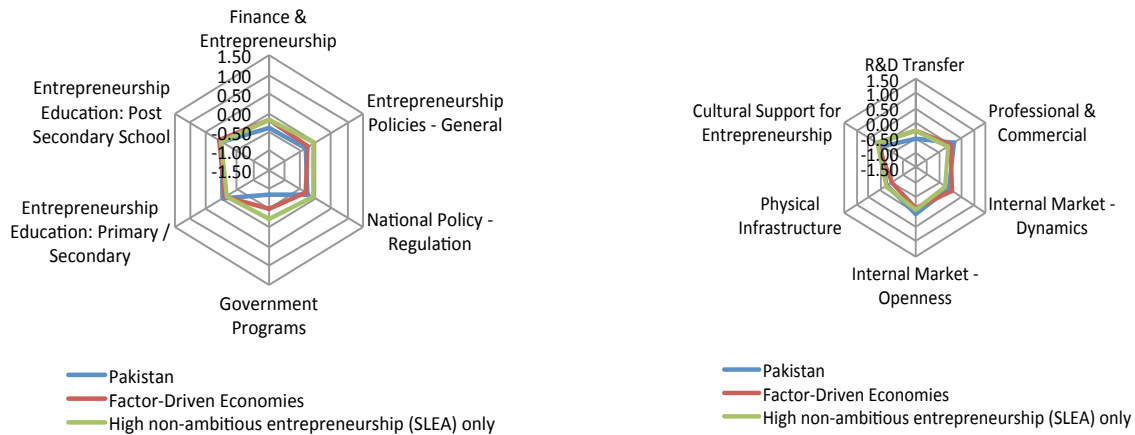 Finance &
Entrepreneurship
1.50
1.00
0.50
0.00
-0.50
-1.00
-1.50
Entrepreneurship
Policies - General
National Policy -
Regulation
Government
Programs
Entrepreneurship
Education: Primary /
Secondary
Entrepreneurship
Education: Post
Secondary School
Pakistan
Factor-Driven Economies
High non-ambitious entrepreneurship (SLEA) only
R&D Transfer
1.50
1.00
0.50
0.00
-0.50
-1.00
-1.50
Professional &
Commercial
Internal Market -
Dynamics
Internal Market -
Openness
Physical
Infrastructure
Cultural Support for
Entrepreneurship
Pakistan
Factor-Driven Economies
High non-ambitious entrepreneurship (SLEA) only